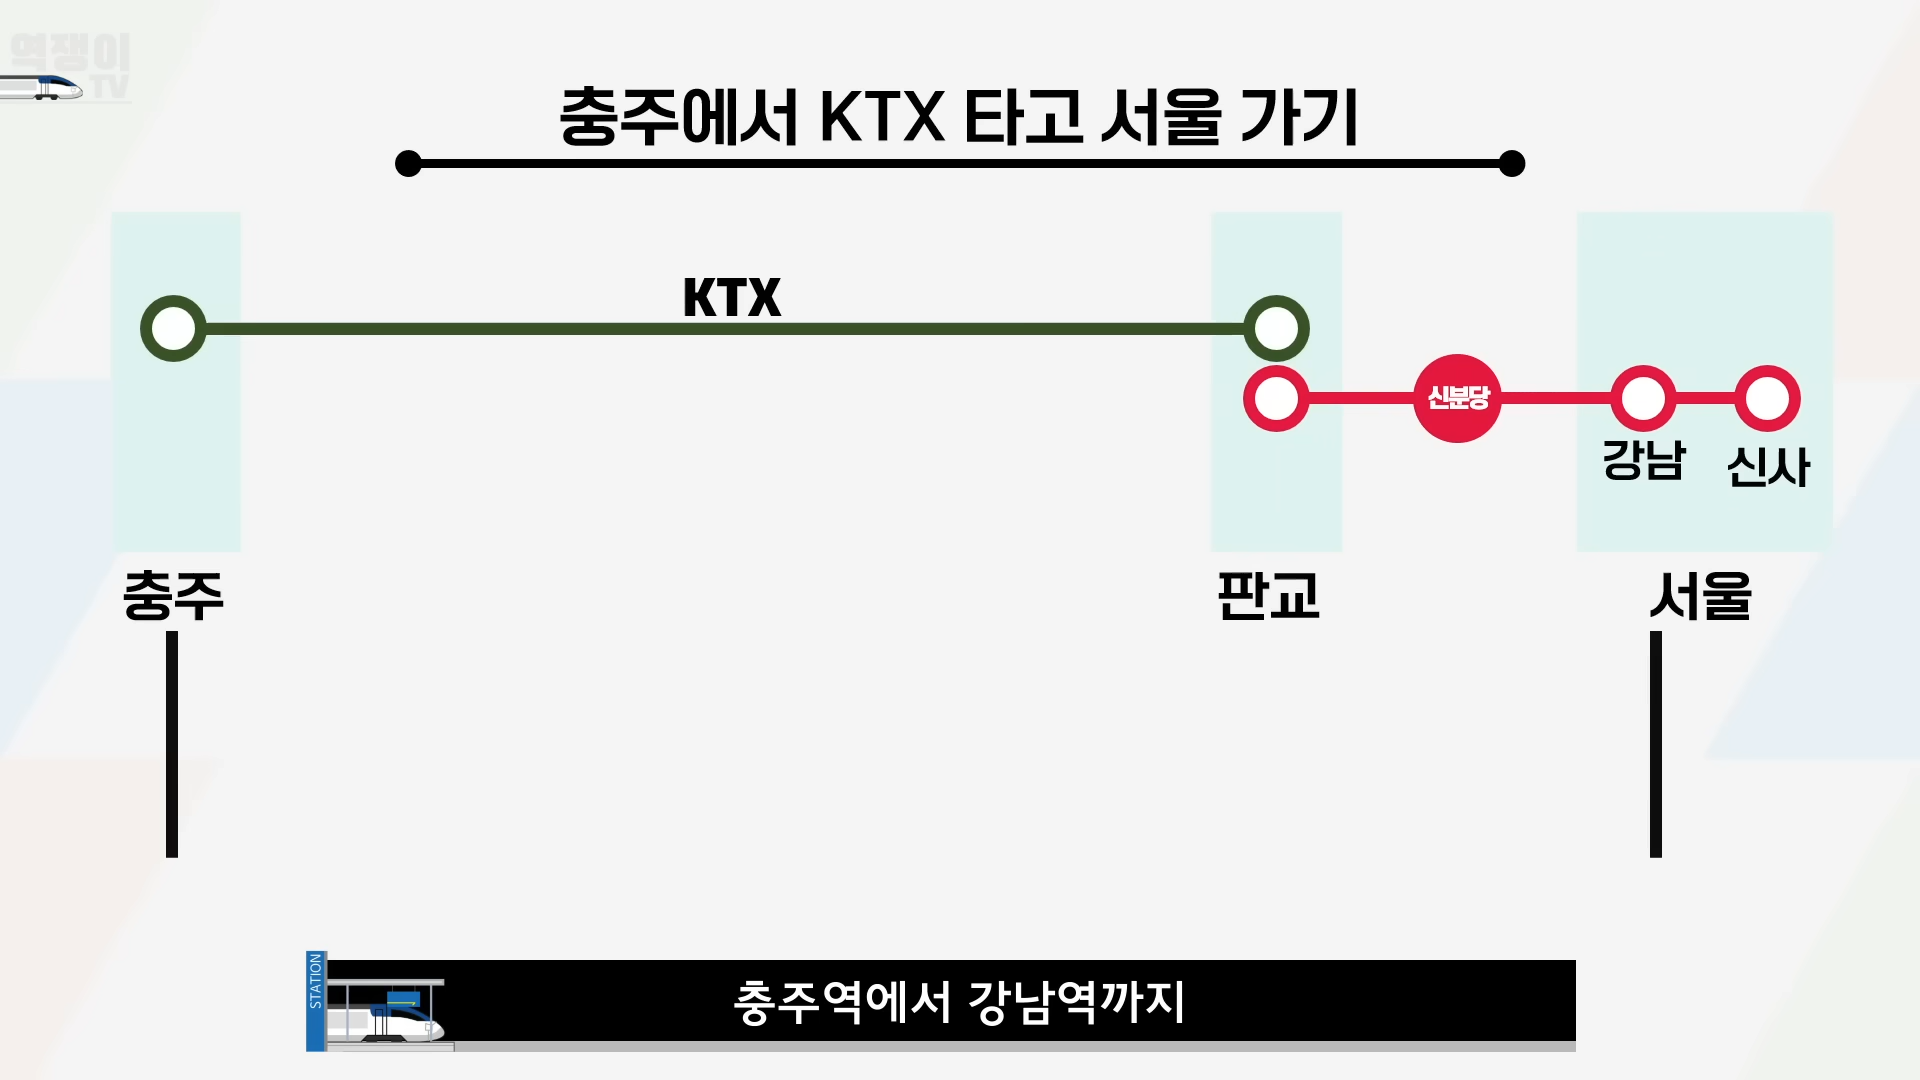 역쟁이
TV
충주에서 KTX 타고 서울 가기
KTX
신분당
강남
신사
충주
판교
서울
STATION
충주역에서 강남역까지